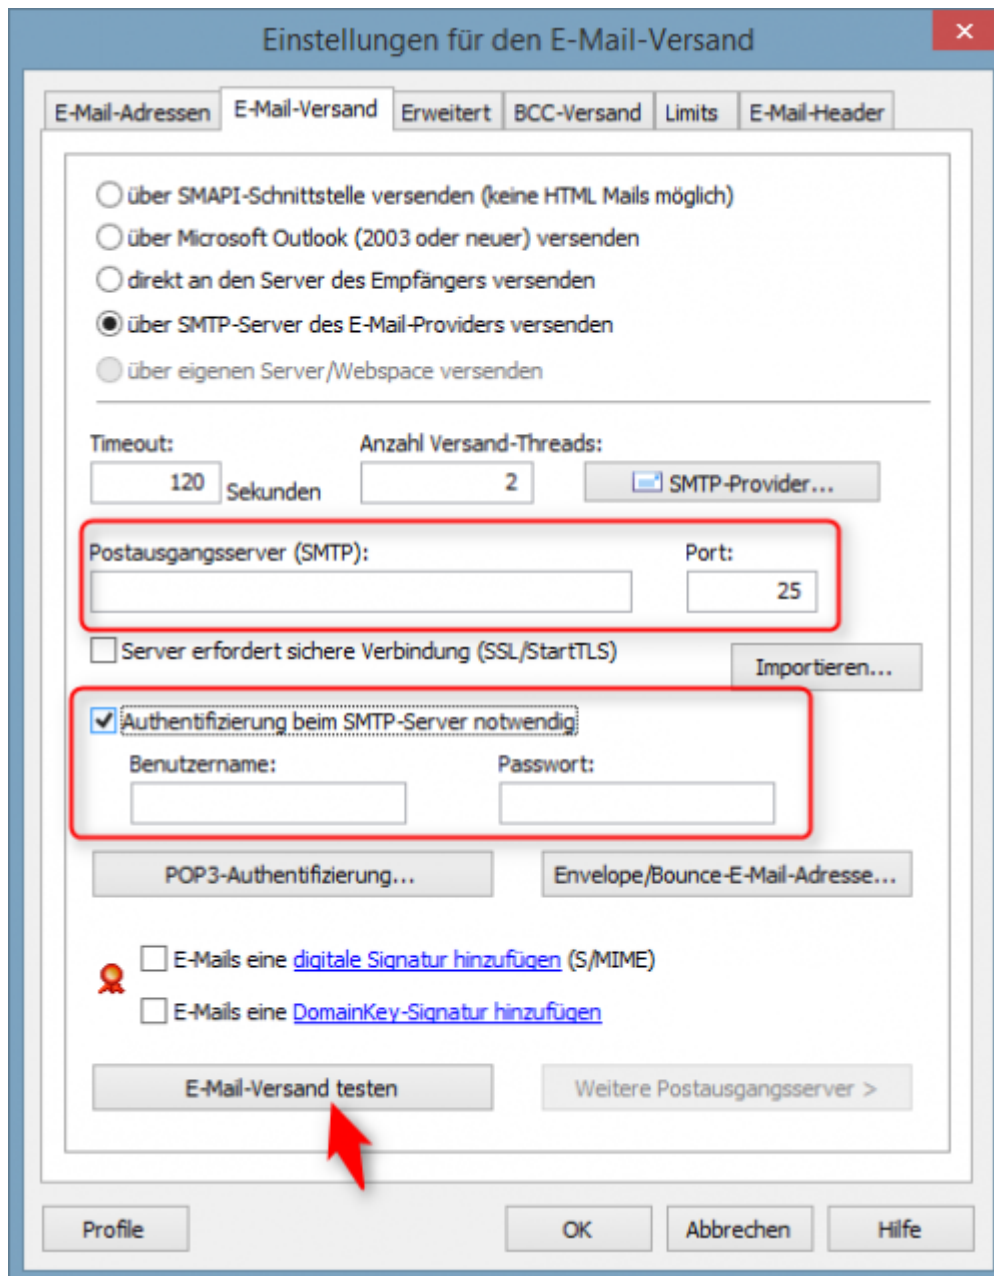 Einstellungen für den E-Mail-Versand
E-Mail-Adressen E-Mail-Versand Erweitert BCC-Versand Limits E-Mail-Header
über SMAPI-Schnittstelle versenden (keine HTML Mails möglich)
über Microsoft Outlook (2003 oder neuer) versenden
direkt an den Server des Empfängers versenden
über SMTP-Server des E-Mail-Providers versenden
über eigenen Server/Webspace versenden
Timeout: Anzahl Versand-Threads:
120 Sekunden 2 SMTP-Provider...
Postausgangsserver (SMTP): Port:
25
Server erfordert sichere Verbindung (SSL/StartTLS)
Importieren...
Authentifizierung beim SMTP-Server notwendig
Benutzername: Passwort:
POP3-Authentifizierung... Envelope/Bounce-E-Mail-Adresse...
E-Mails eine digitale Signatur hinzufügen (S/MIME)
E-Mails eine DomainKey-Signatur hinzufügen
E-Mail-Versand testen Weitere Postausgangsserver >
Profile OK Abbrechen Hilfe